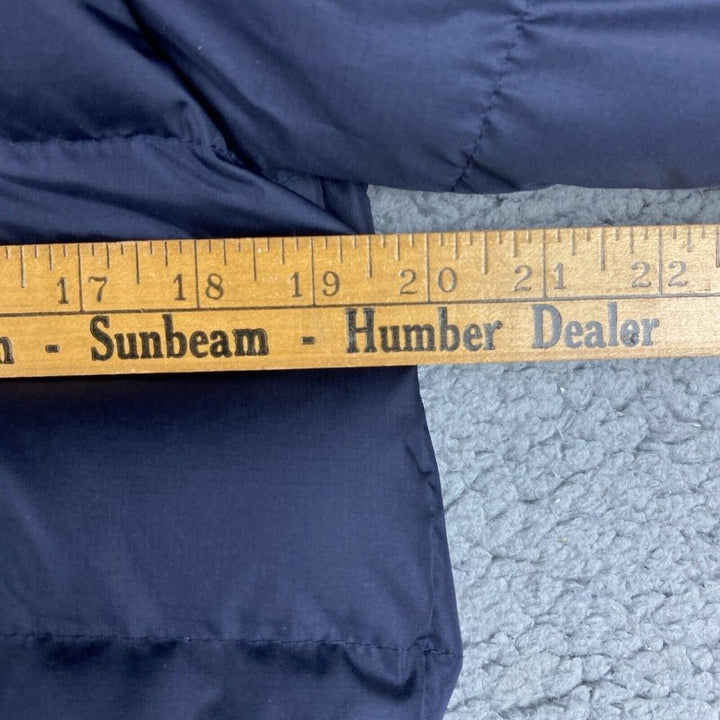 17 18 19 20 21 22
n - Sunbeam - Humber Dealer